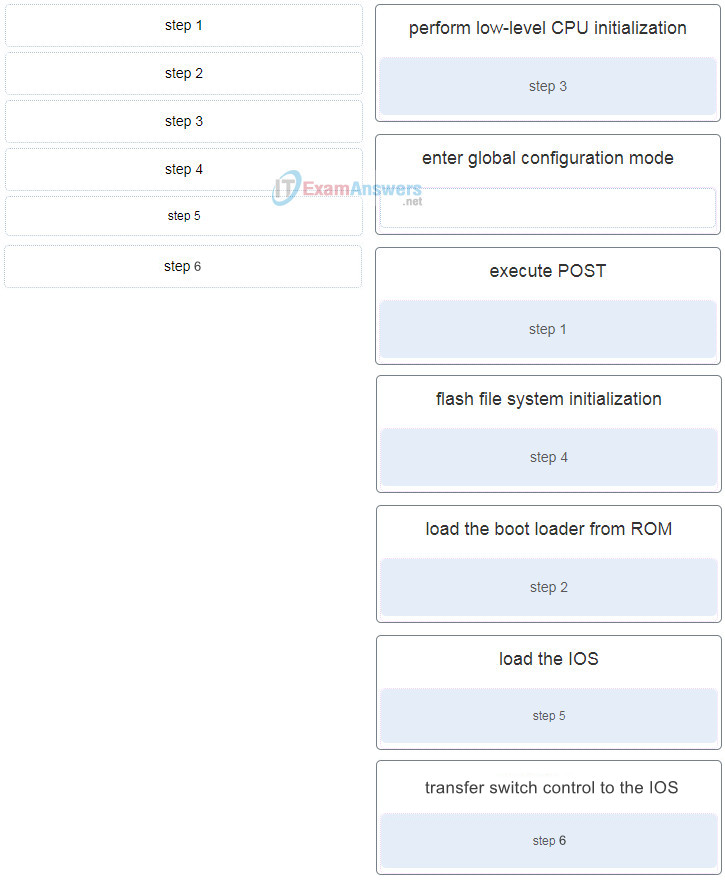 step 1
step 2
step 3
step 4
step 5
step 6
perform low-level CPU initialization
step 3
enter global configuration mode
ITExamAnswers
.net
execute POST
step 1
flash file system initialization
step 4
load the boot loader from ROM
step 2
load the IOS
step 5
transfer switch control to the IOS
step 6